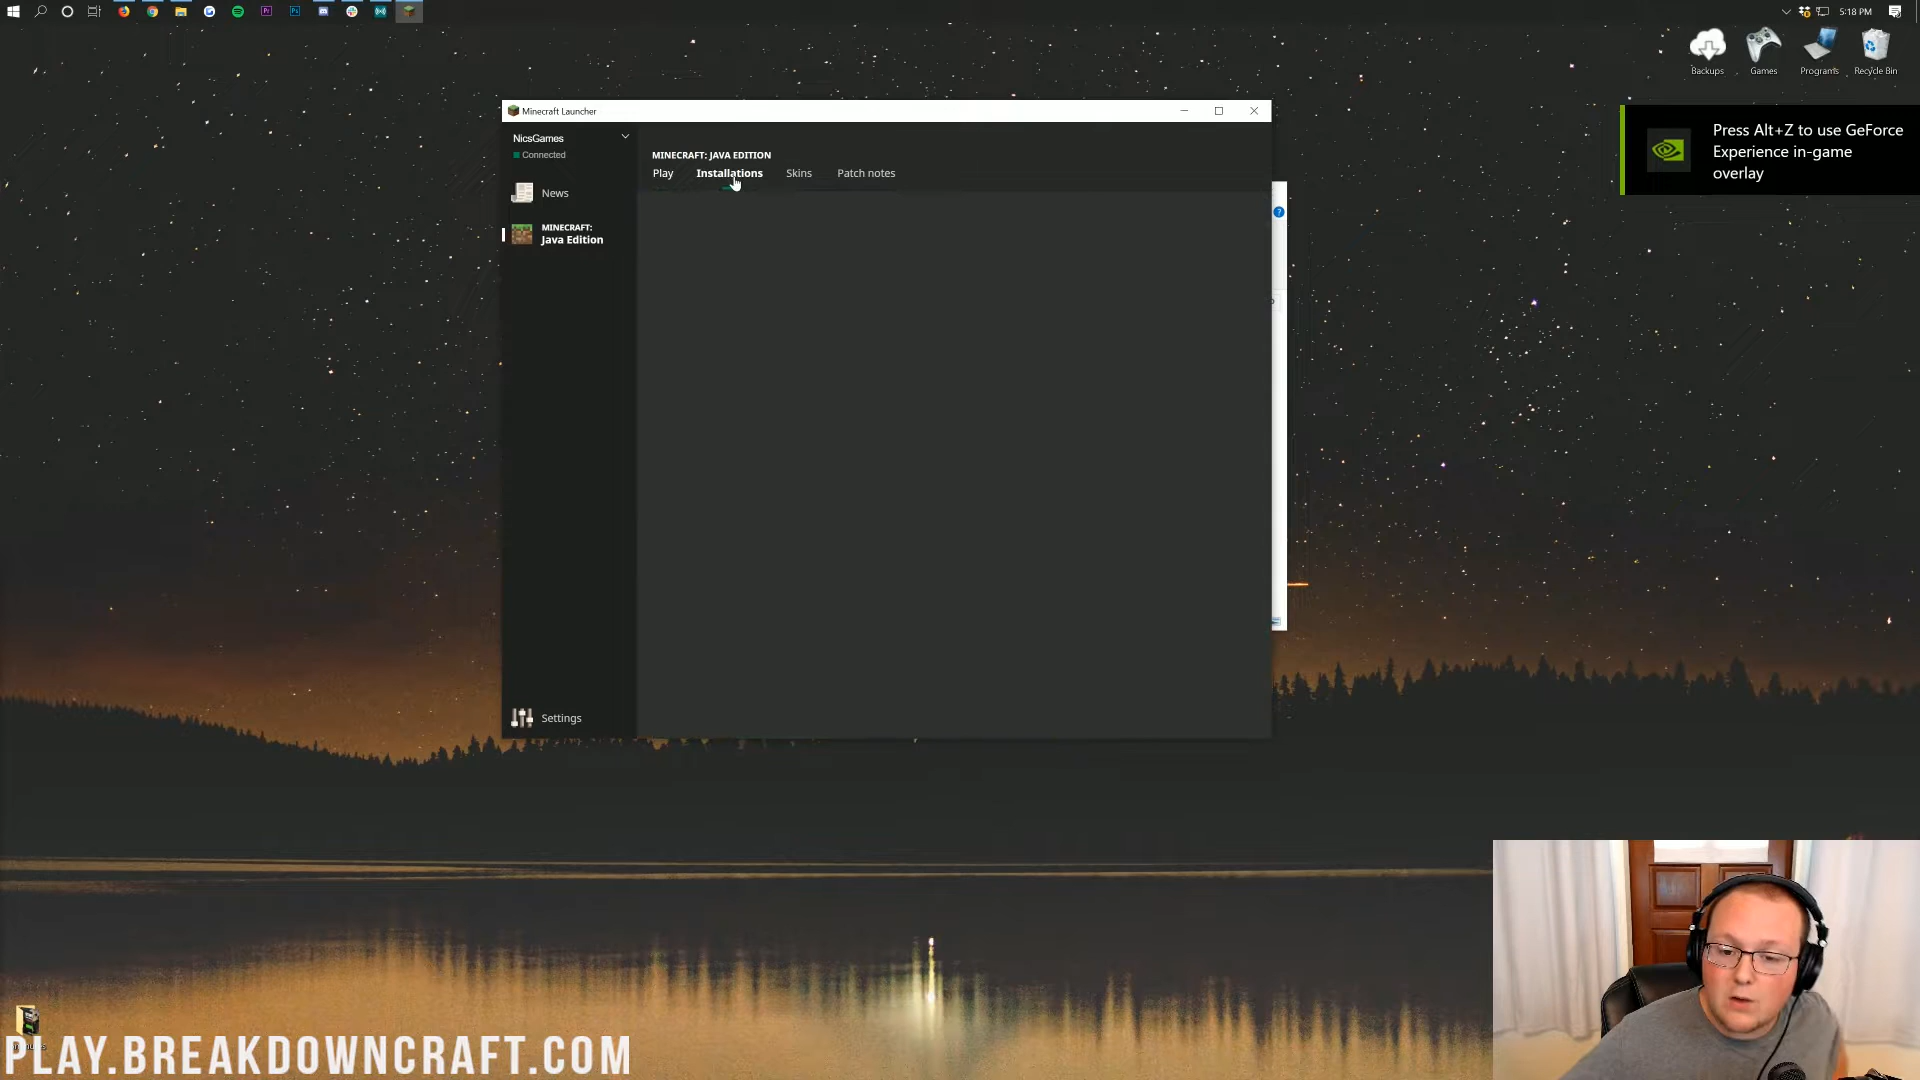 5:18 PM
Backups
Games
Programs
Recycle Bin
Press Alt+Z to use GeForce
Experience in-game
overlay
Minecraft Launcher
NicsGames
Connected
News
MINECRAFT:
Java Edition
Settings
MINECRAFT: JAVA EDITION
Play Installations Skins Patch notes
PLAY.BREAKDOWNCRAFT.COM